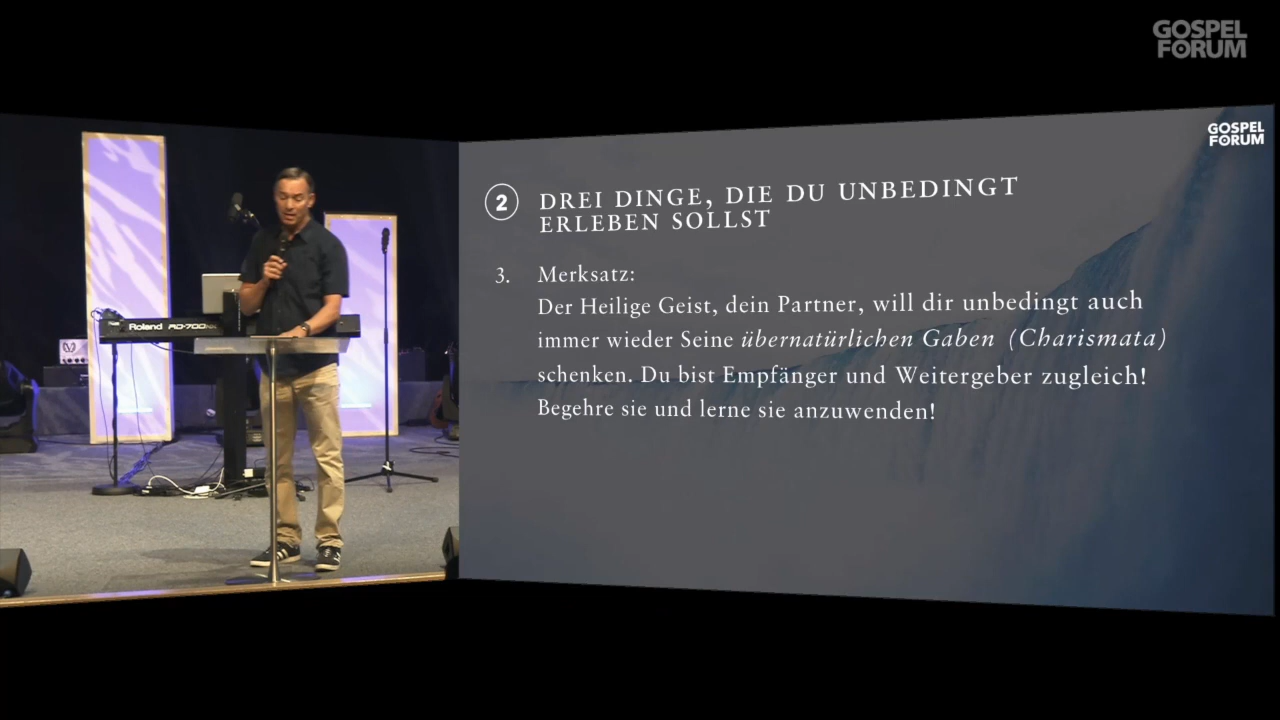 GOSPEL
FORUM
GOSPEL
FORUM
2 DREI DINGE, DIE DU UNBEDINGT
ERLEBEN SOLLST
3. Merksatz:
Der Heilige Geist, dein Partner, will dir unbedingt auch
immer wieder Seine übernatürlichen Gaben (Charismata)
schenken. Du bist Empfänger und Weitergeber zugleich!
Begehre sie und lerne sie anzuwenden!
Roland